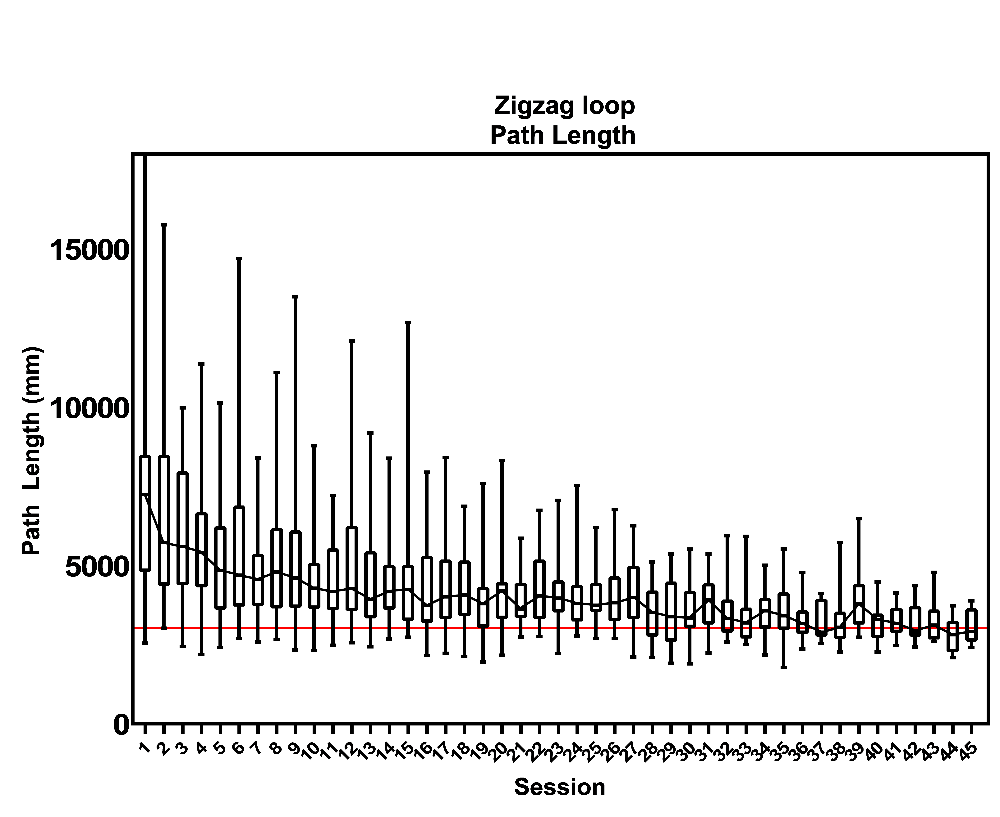 Zigzag loop
Path Length
15000
10000
5000
0
Path Length (mm)
1 2 3 4 5 6 7 8 9 10 11 12 13 14 15 16 17 18 19 20 21 22 23 24 25 26 27 28 29 30 31 32 33 34 35 36 37 38 39 40 41 42 43 44 45
Session